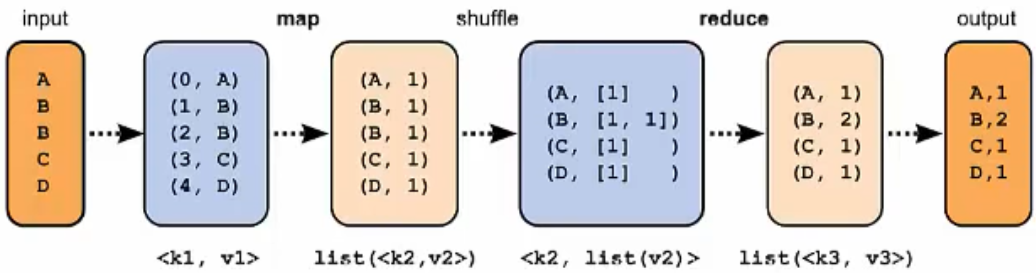 input
map
shuffle
reduce
output
A
B
B
C
D
(0, A)
(1, B)
(2, B)
(3, C)
(4, D)
(A, 1)
(B, 1)
(B, 1)
(C, 1)
(D, 1)
(A, [1] )
(B, [1, 1])
(C, [1] )
(D, [1] )
(A, 1)
(B, 2)
(C, 1)
(D, 1)
A,1
B,2
C,1
D,1
<k1, v1>
list(<k2,v2>)
<k2, list(v2)>
list(<k3, v3>)